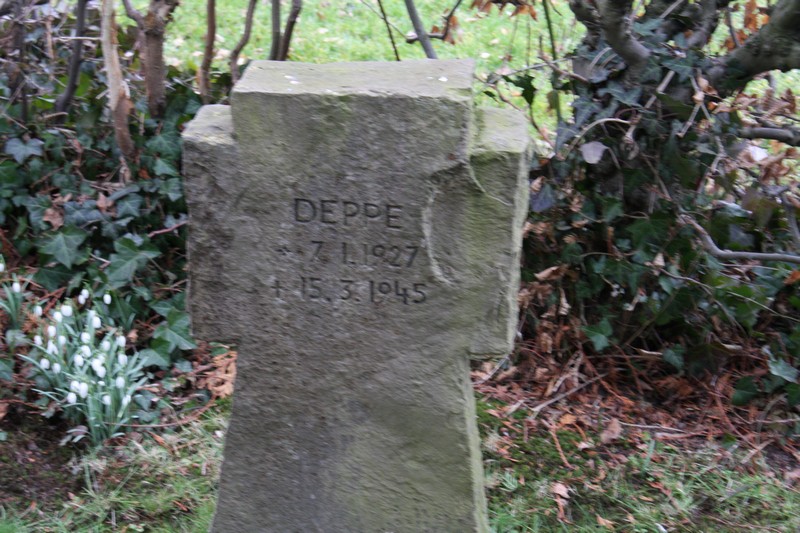 DEPPE
* 7. 1. 1927
† 15. 3. 1945